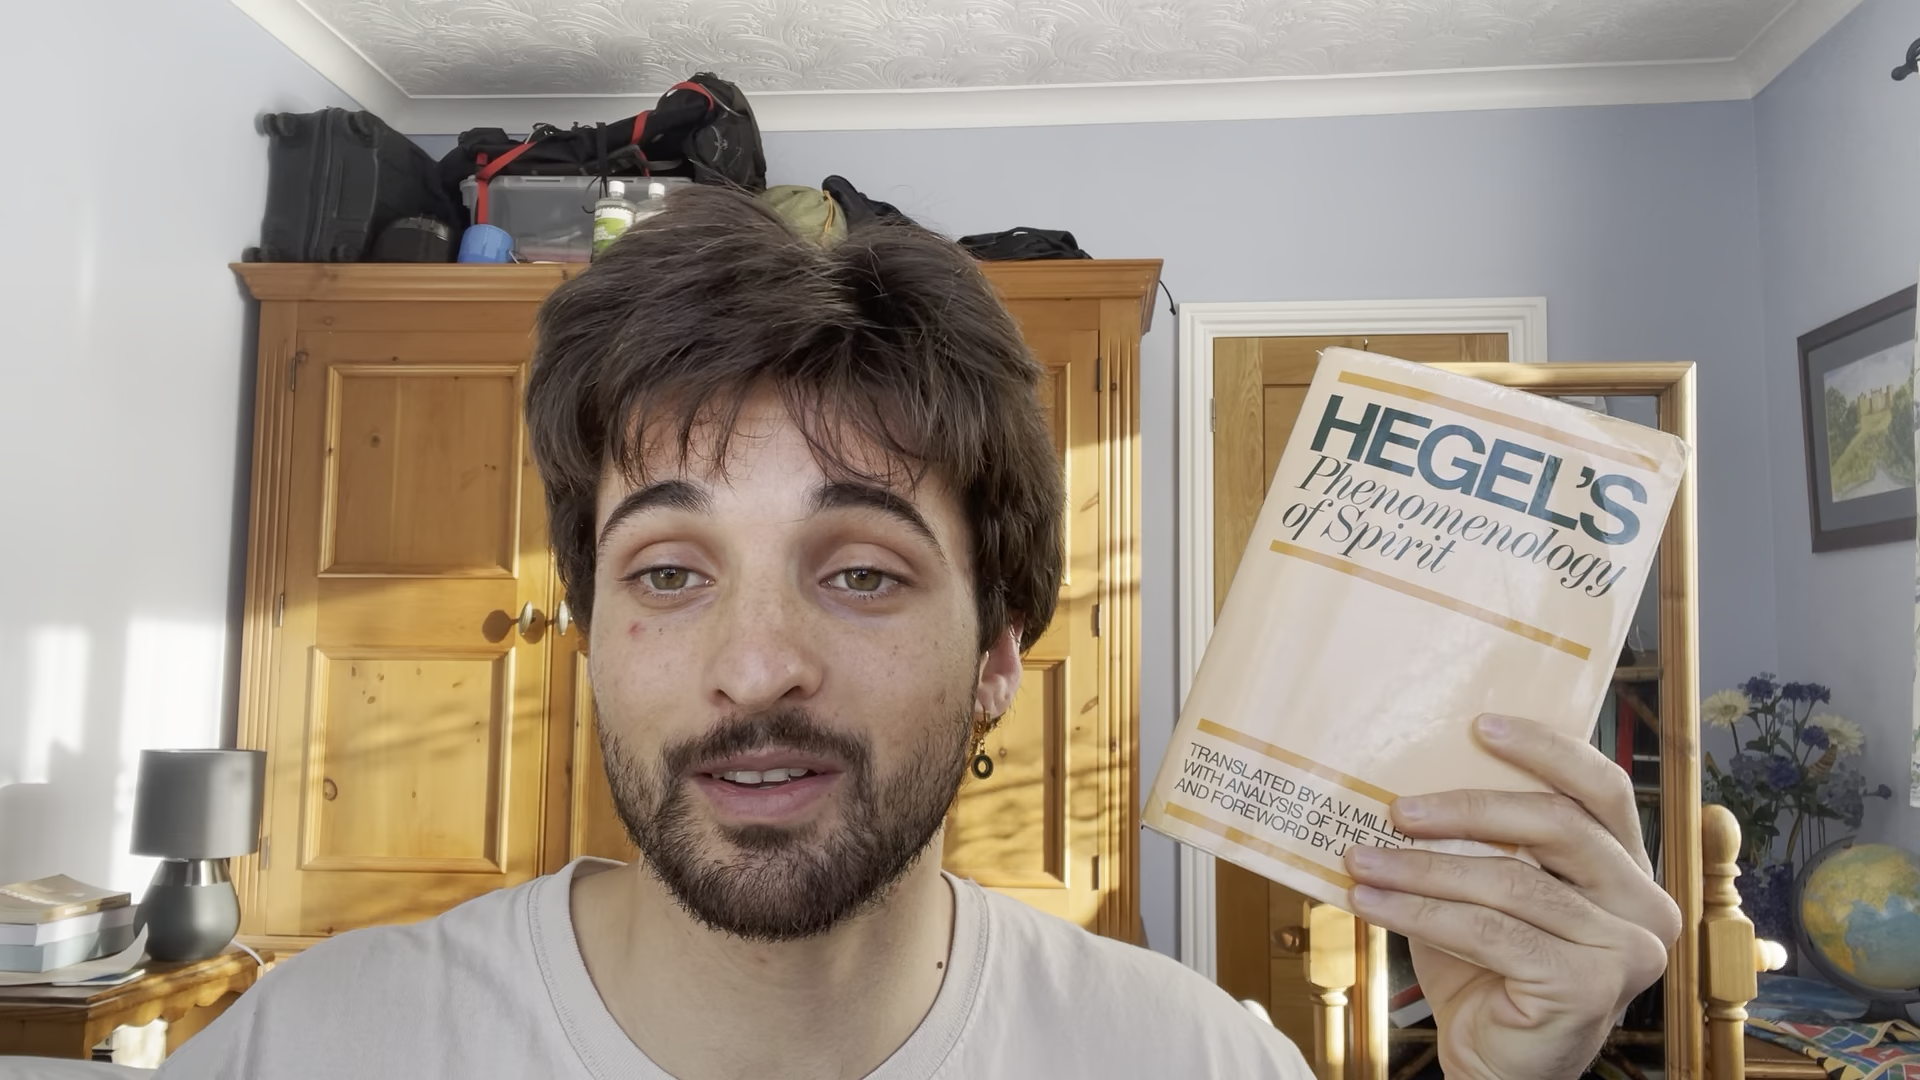 HEGEL'S
Phenomenology
of Spirit
TRANSLATED BY A.V. MILLER
WITH ANALYSIS OF THE
AND FOREWORD BY J.